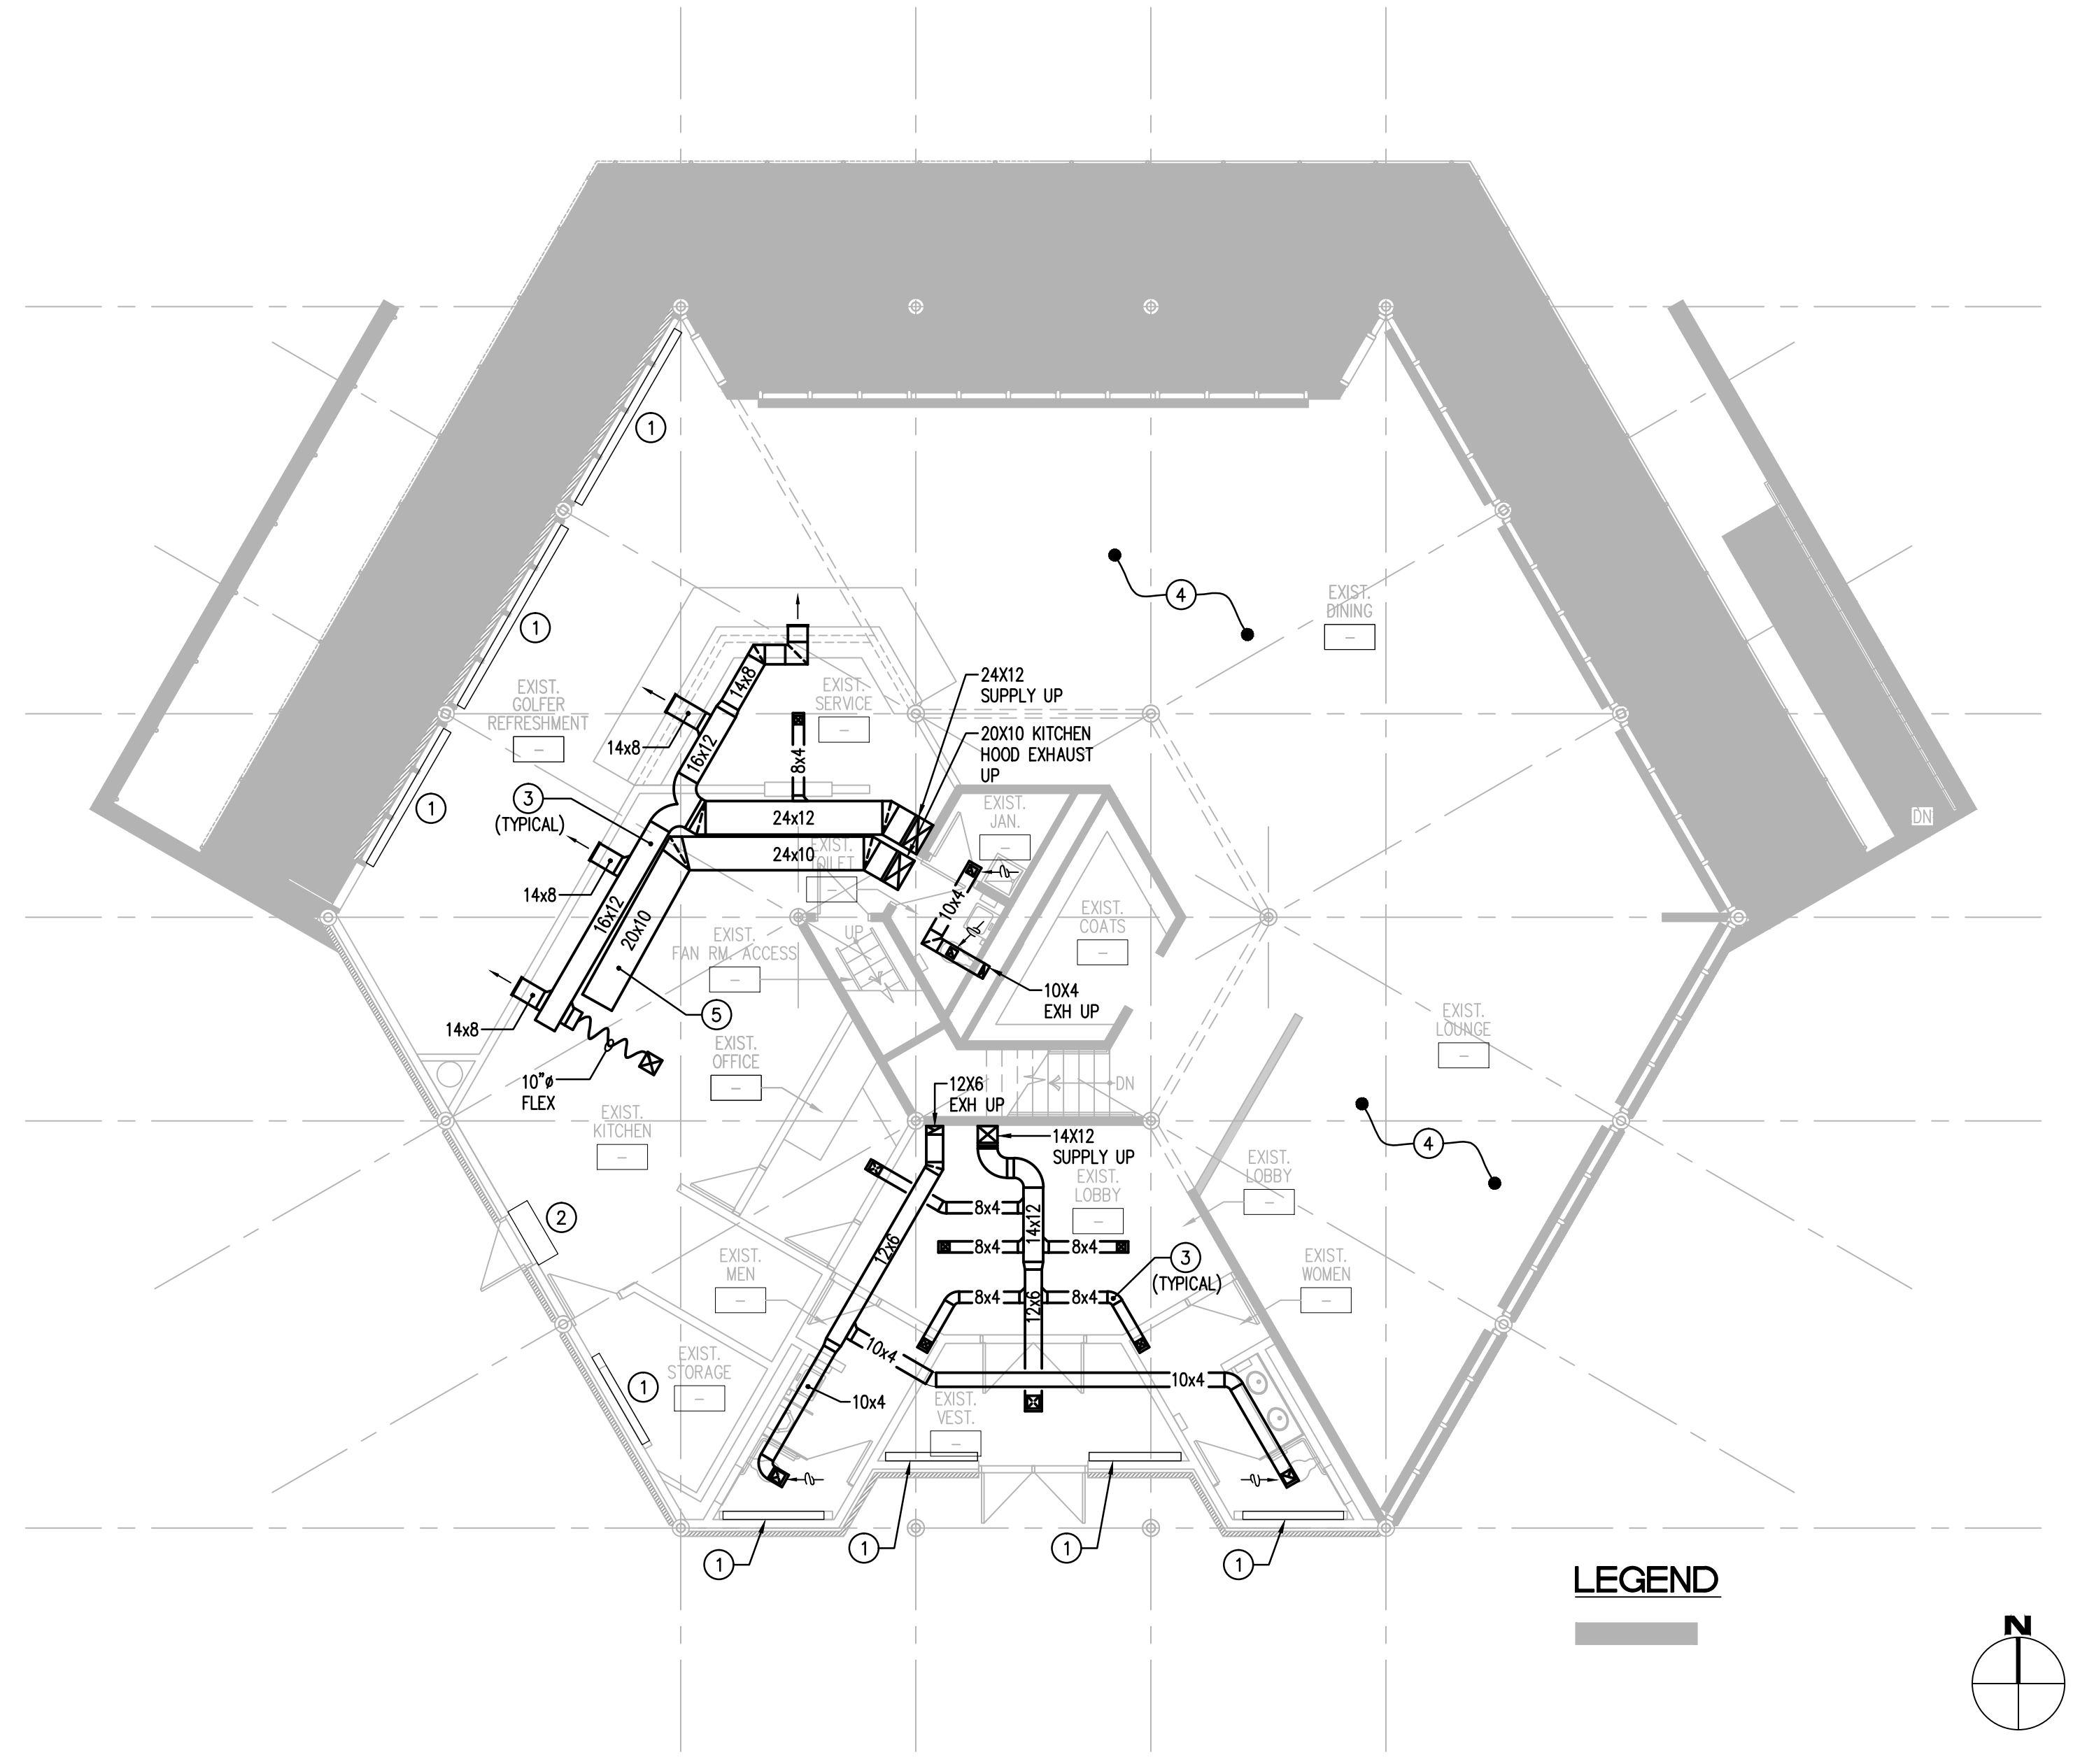 1
4
EXIST.
DINING
1
24X12
SUPPLY UP
EXIST.
GOLFER
REFRESHMENT
14x8
EXIST.
SERVICE
20X10 KITCHEN
HOOD EXHAUST
UP
14x8
16x12
8x4
3
(TYPICAL)
1
24x12
EXIST.
JAN.
DN
24x10
EXIST.
TOILET
14x8
16x12
20x10
10x4
EXIST.
COATS
EXIST.
FAN RM. ACCESS
UP
10X4
EXH UP
5
14x8
EXIST.
LOUNGE
EXIST.
OFFICE
10"ø
FLEX
12X6
EXH UP
DN
EXIST.
KITCHEN
14X12
SUPPLY UP
4
EXIST.
LOBBY
EXIST.
LOBBY
2
8x4
14x12
12x6
8x4
8x4
3
(TYPICAL)
EXIST.
MEN
EXIST.
WOMEN
8x4
12x6
8x4
10x4
EXIST.
STORAGE
1
10x4
10x4
EXIST.
VEST.
1
1
1
1
LEGEND
N